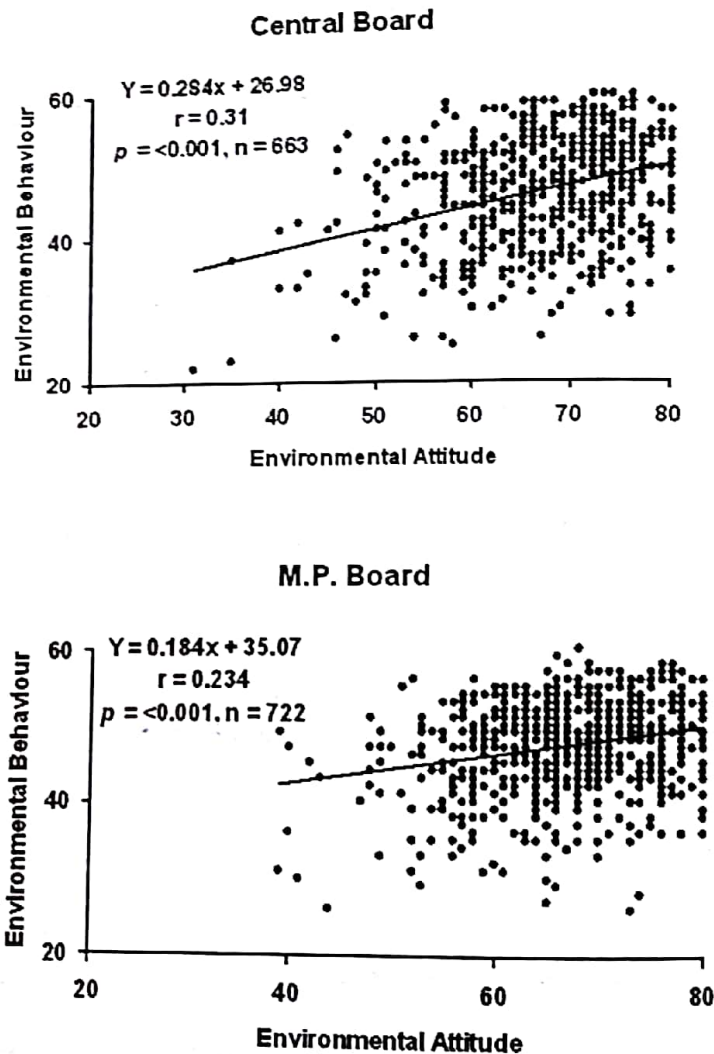 Central Board
Y=0.284x + 26.98
r = 0.31
p = <0.001, n = 663
Environmental Behaviour
60
40
20
20 30 40 50 60 70 80
Environmental Attitude
M.P. Board
Y = 0.184x + 35.07
r = 0.234
p = <0.001. n = 722
Environmental Behaviour
60
40
20
20 40 60 80
Environmental Attitude